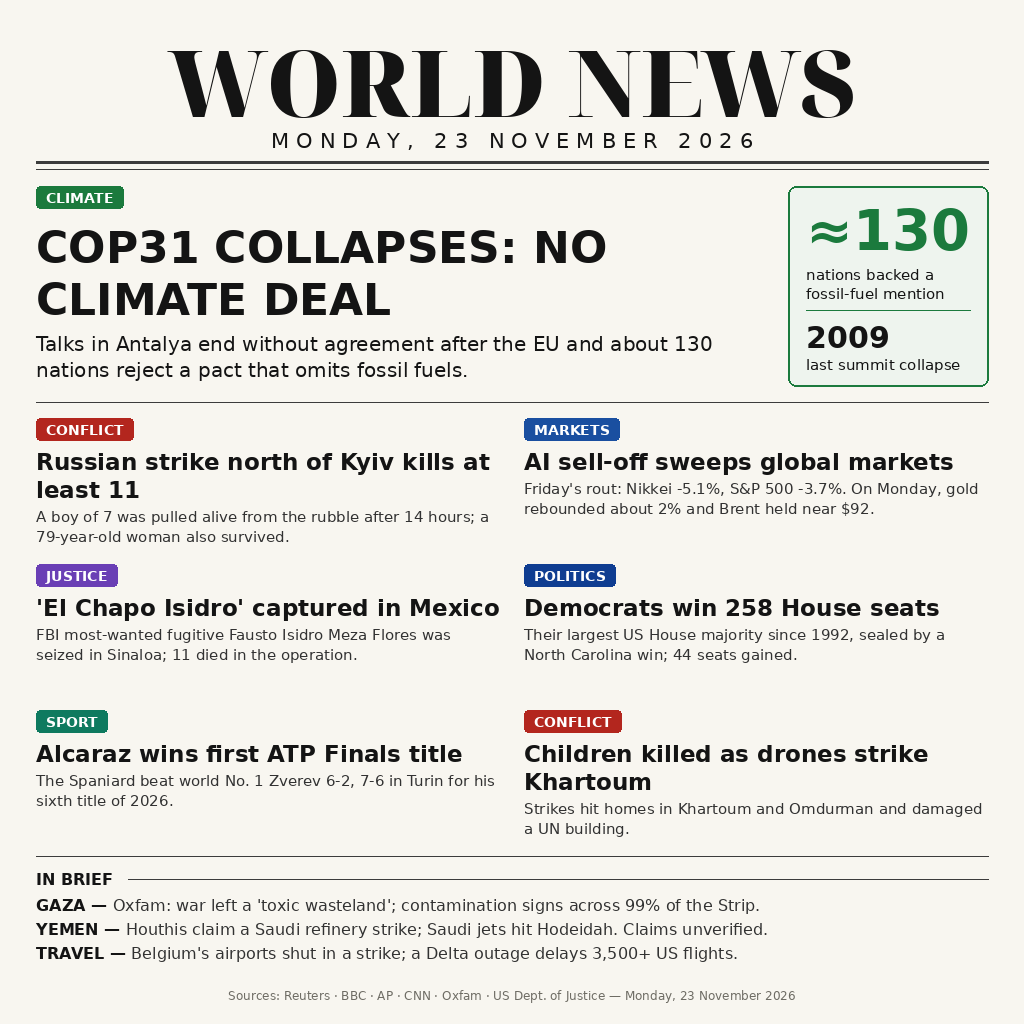 WORLD NEWS
MONDAY, 23 NOVEMBER 2026
CLIMATE
COP31 COLLAPSES: NO
CLIMATE DEAL
Talks in Antalya end without agreement after the EU and about 130
nations reject a pact that omits fossil fuels.
≈130
nations backed a
fossil-fuel mention
2009
last summit collapse
CONFLICT
Russian strike north of Kyiv kills at
least 11
A boy of 7 was pulled alive from the rubble after 14 hours; a
79-year-old woman also survived.
MARKETS
AI sell-off sweeps global markets
Friday's rout: Nikkei -5.1%, S&P 500 -3.7%. On Monday, gold
rebounded about 2% and Brent held near $92.
JUSTICE
'El Chapo Isidro' captured in Mexico
FBI most-wanted fugitive Fausto Isidro Meza Flores was
seized in Sinaloa; 11 died in the operation.
POLITICS
Democrats win 258 House seats
Their largest US House majority since 1992, sealed by a
North Carolina win; 44 seats gained.
SPORT
Alcaraz wins first ATP Finals title
The Spaniard beat world No. 1 Zverev 6-2, 7-6 in Turin for his
sixth title of 2026.
CONFLICT
Children killed as drones strike
Khartoum
Strikes hit homes in Khartoum and Omdurman and damaged
a UN building.
IN BRIEF
GAZA — Oxfam: war left a 'toxic wasteland'; contamination signs across 99% of the Strip.
YEMEN — Houthis claim a Saudi refinery strike; Saudi jets hit Hodeidah. Claims unverified.
TRAVEL — Belgium's airports shut in a strike; a Delta outage delays 3,500+ US flights.
Sources: Reuters · BBC · AP · CNN · Oxfam · US Dept. of Justice — Monday, 23 November 2026